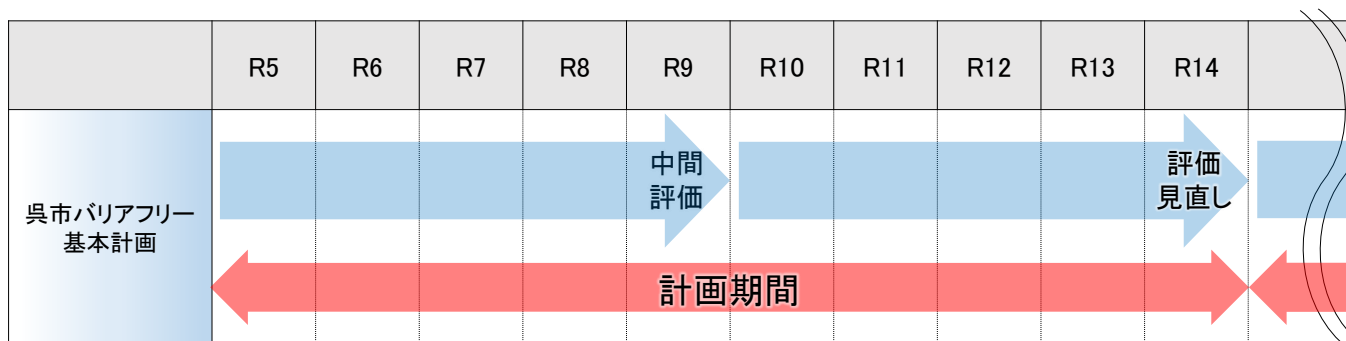 R5 R6 R7 R8 R9 R10 R11 R12 R13 R14
呉市バリアフリー
基本計画
中間
評価
評価
見直し
計画期間